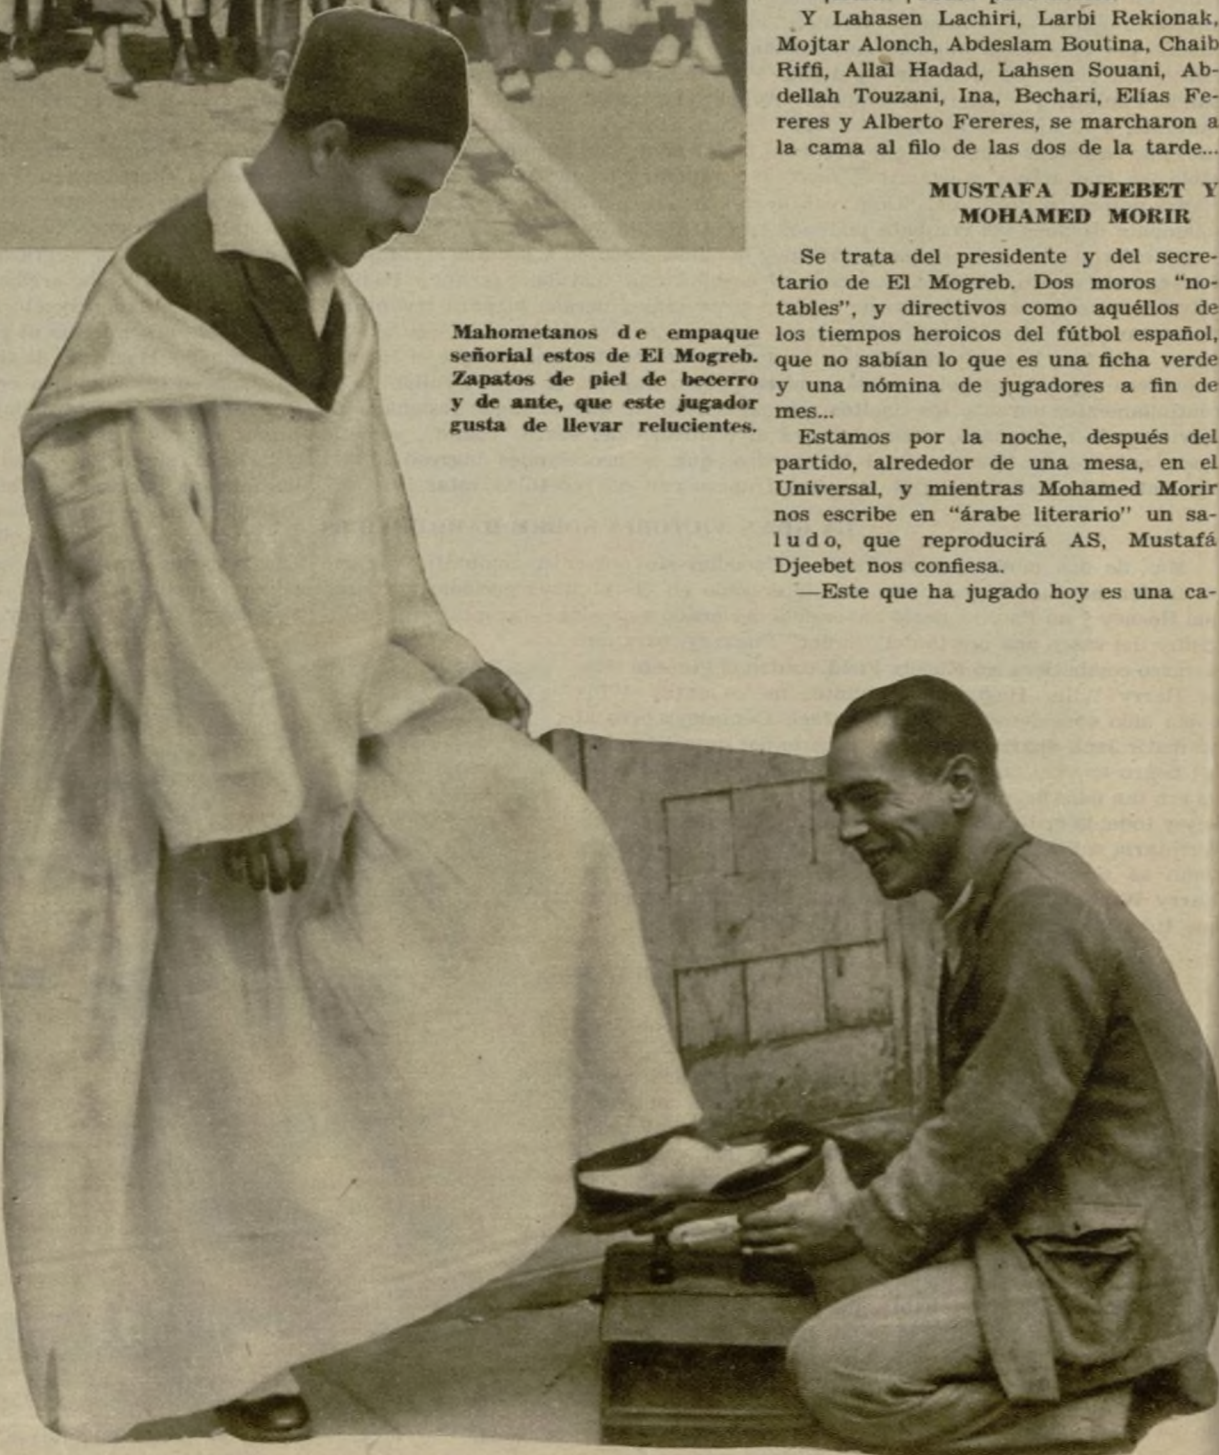 Y Lahasen Lachiri, Larbi Rekionak,
Mojtar Alonch, Abdeslam Boutina, Chaib
Riffi, Allal Hadad, Lahsen Souani, Ab-
dellah Touzani, Ina, Bechari, Elías Fe-
reres y Alberto Fereres, se marcharon a
la cama al filo de las dos de la tarde...
MUSTAFA DJEEBET Y
MOHAMED MORIR
Se trata del presidente y del secre-
tario de El Mogreb. Dos moros "no-
tables", y directivos como aquéllos de
los tiempos heroicos del fútbol español,
que no sabían lo que es una ficha verde
y una nómina de jugadores a fin de
mes...
Estamos por la noche, después del
partido, alrededor de una mesa, en el
Universal, y mientras Mohamed Morir
nos escribe en "árabe literario" un sa-
ludo, que reproducirá AS, Mustafá
Djeebet nos confiesa.
—Este que ha jugado hoy es una ca-
Mahometanos de empaque
señorial estos de El Mogreb.
Zapatos de piel de becerro
y de ante, que este jugador
gusta de llevar relucientes.